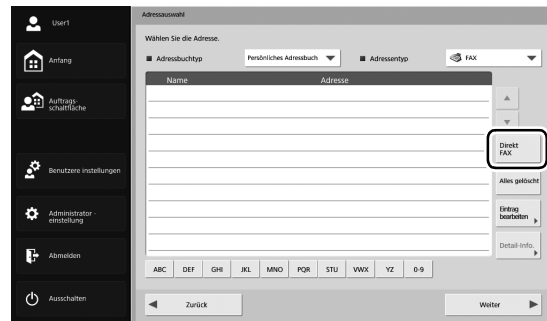 User1
Anfang
Auftrags-
schaltfläche
Benutzere instellungen
Administrator -
einstellung
Abmelden
Ausschalten
Adressauswahl
Wählen Sie die Adresse.
Adressbuchtyp Persönliches Adressbuch Adressentyp FAX
Name Adresse
Direkt
FAX
Alles gelöscht
Eintrag
bearbeiten
Detail-Info.
ABC DEF GHI JKL MNO PQR STU VWX YZ 0-9
Zurück Weiter